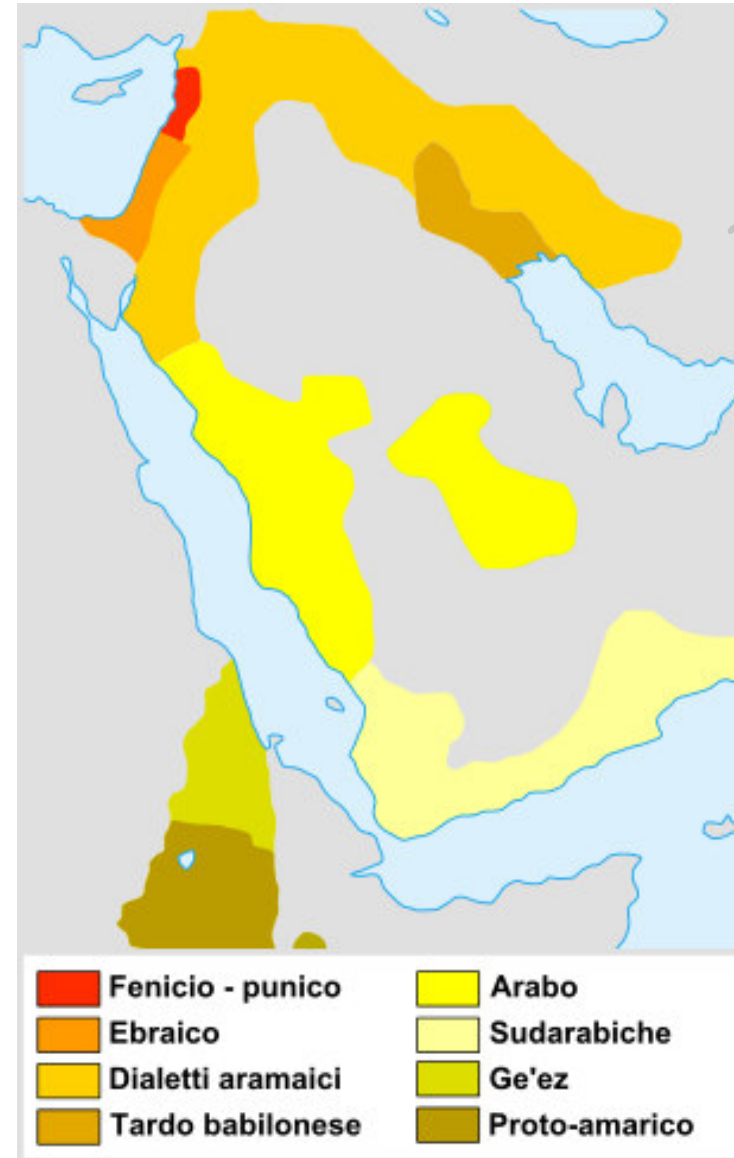 Fenicio - punico
Ebraico
Dialetti aramaici
Tardo babilonese
Arabo
Sudarabiche
Ge'ez
Proto-amarico